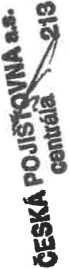 ČESKÁ POJIŠŤOVNA a.s.
centrála 213